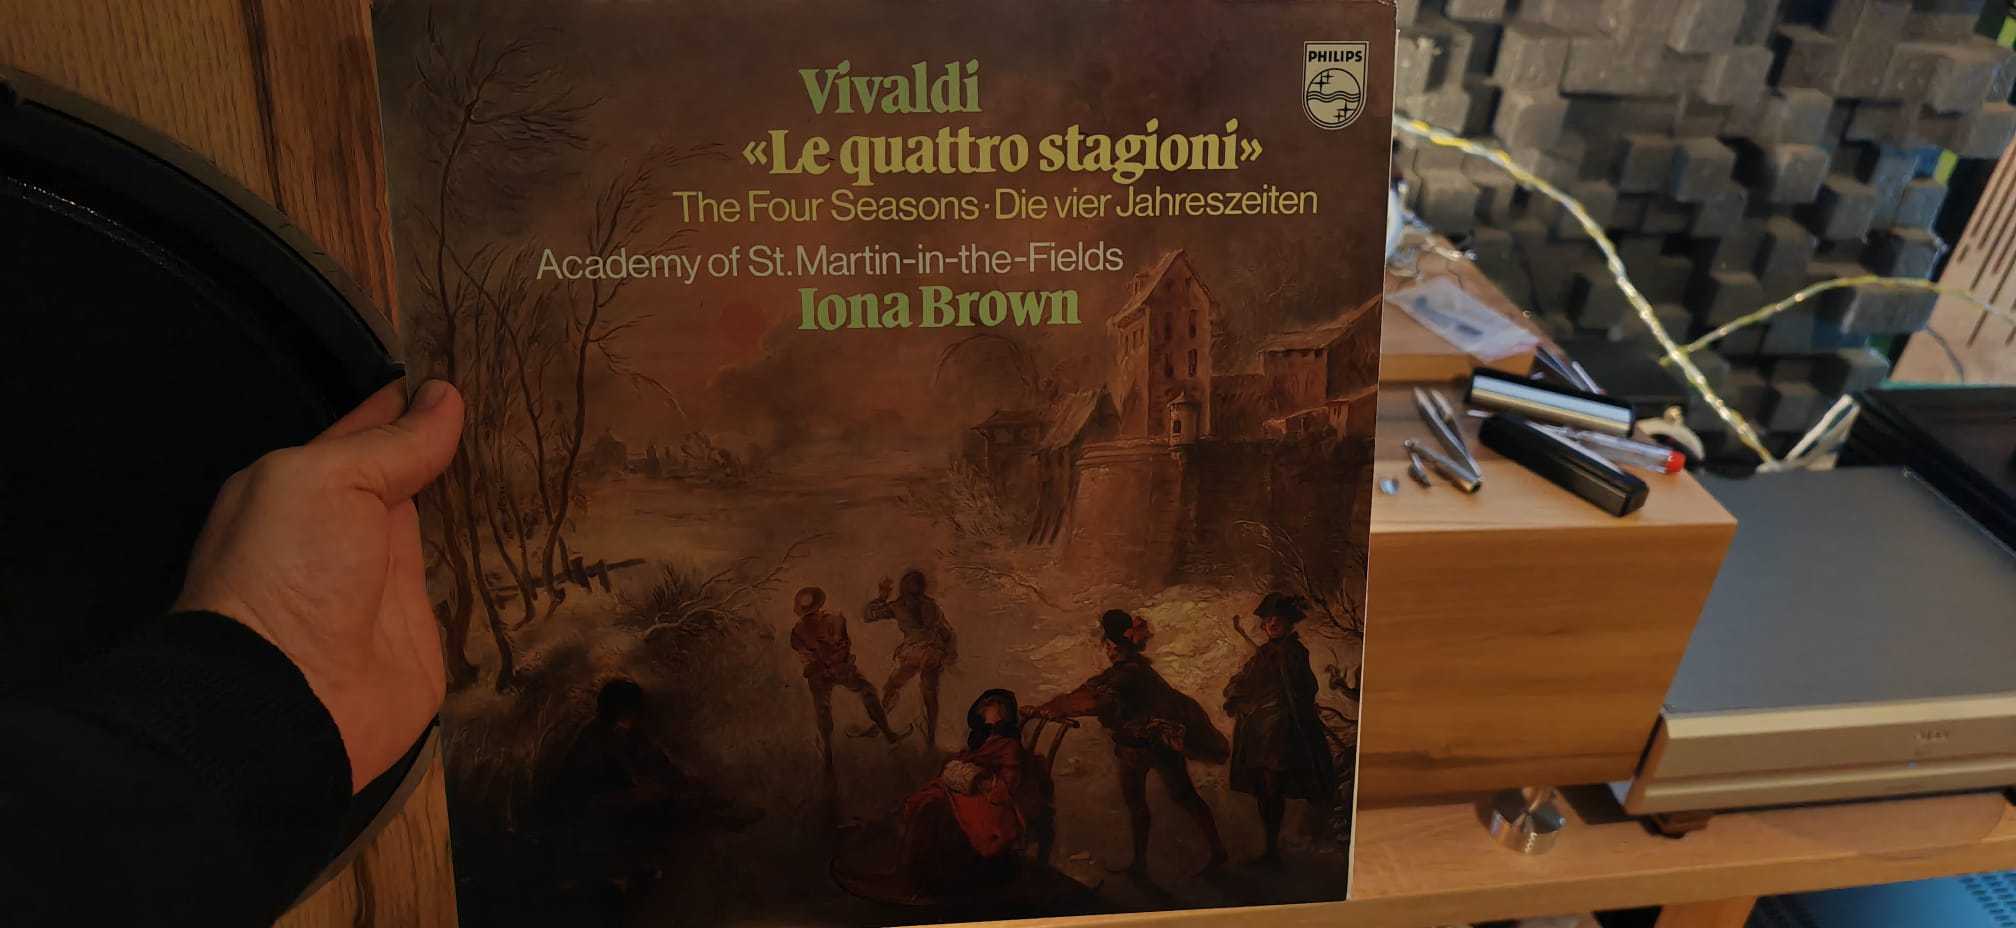 PHILIPS
Vivaldi
«Le quattro stagioni»
The Four Seasons · Die vier Jahreszeiten
Academy of St. Martin-in-the-Fields
Iona Brown